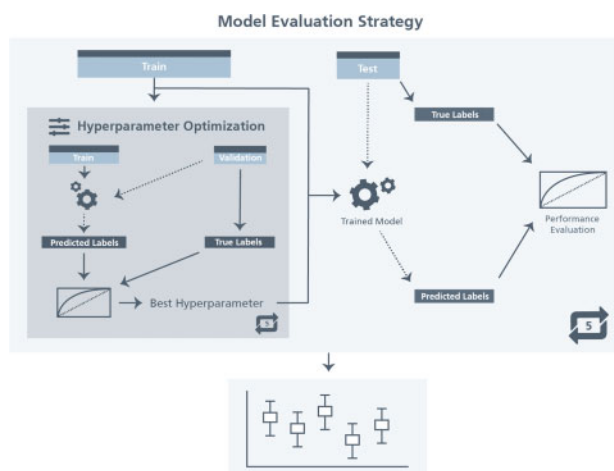 Model Evaluation Strategy
Train
Test
True Labels
Hyperparameter Optimization
Train
Validation
Trained Model
Performance
Evaluation
Predicted Labels
True Labels
Best Hyperparameter
Predicted Labels
5
5